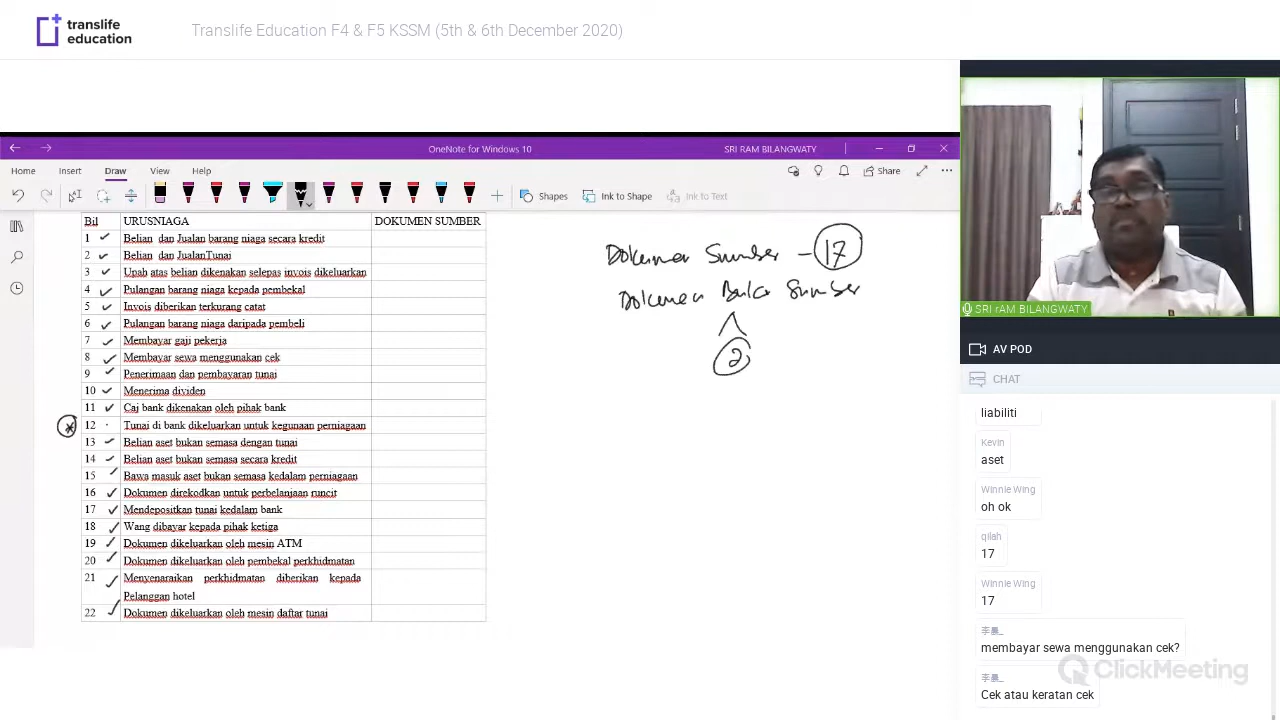 translife
education
Translife Education F4 & F5 KSSM (5th & 6th December 2020)
OneNote for Windows 10
SRI RAM BILANGWATY
Home Insert Draw View Help
Share
Shapes
Ink to Shape
Ink to Text
Bil URUSNIAGA DOKUMEN SUMBER
1 Belian dan Jualan barang niaga secara kredit
2 Belian dan JualanTunai
3 Upah atas belian dikenakan selepas invois dikeluarkan
4 Pulangan barang niaga kepada pembekal
5 Invois diberikan terkurang catat
6 Pulangan barang niaga daripada pembeli
7 Membayar gaji pekerja
8 Membayar sewa menggunakan cek
9 Penerimaan dan pembayaran tunai
10 Menerima dividen
11 Caj bank dikenakan oleh pihak bank
12 Tunai di bank dikeluarkan untuk kegunaan perniagaan
13 Belian aset bukan semasa dengan tunai
14 Belian aset bukan semasa secara kredit
15 Bawa masuk aset bukan semasa kedalam perniagaan
16 Dokumen direkodkan untuk perbelanjaan runcit
17 Mendepositkan tunai kedalam bank
18 Wang dibayar kepada pihak ketiga
19 Dokumen dikeluarkan oleh mesin ATM
20 Dokumen dikeluarkan oleh pembekal perkhidmatan
21 Menyenaraikan perkhidmatan diberikan kepada
Pelanggan hotel
22 Dokumen dikeluarkan oleh mesin daftar tunai
Dokumen Sumber - 17
Dokumen Bukan Sumber
2
SRI rAM BILANGWATY
AV POD
CHAT
liabiliti
Kevin
aset
Winnie Wing
oh ok
qilah
17
Winnie Wing
17
membayar sewa menggunakan cek?
Cek atau keratan cek
ClickMeeting